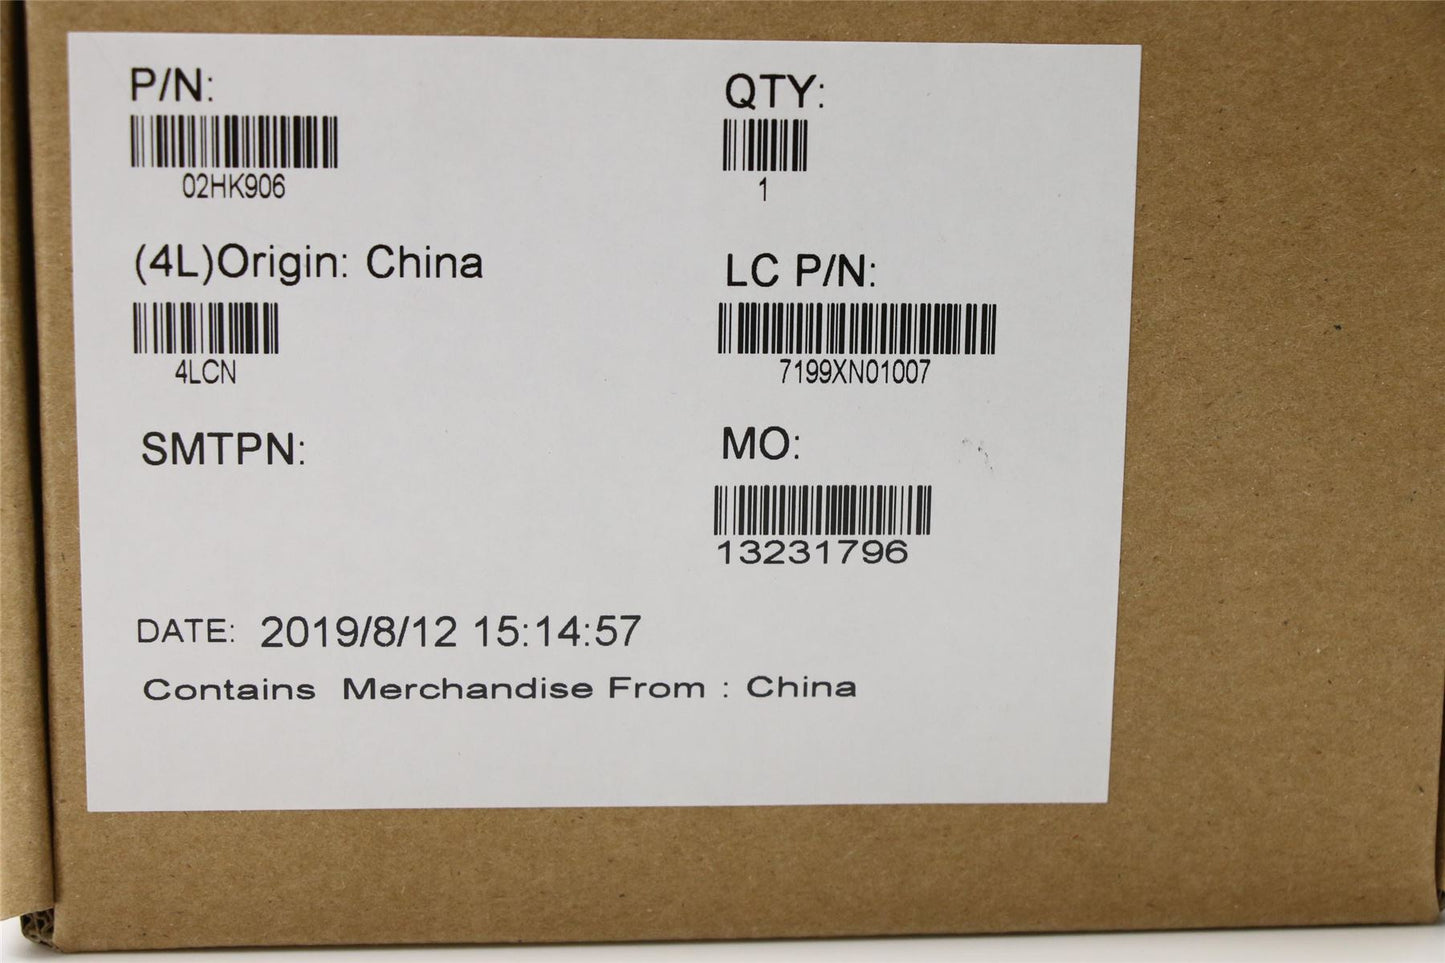 P/N:
02HK906
QTY:
1
(4L)Origin: China
4LCN
LC P/N:
7199XN01007
SMTPN:
MO:
13231796
DATE: 2019/8/12 15:14:57
Contains Merchandise From : China